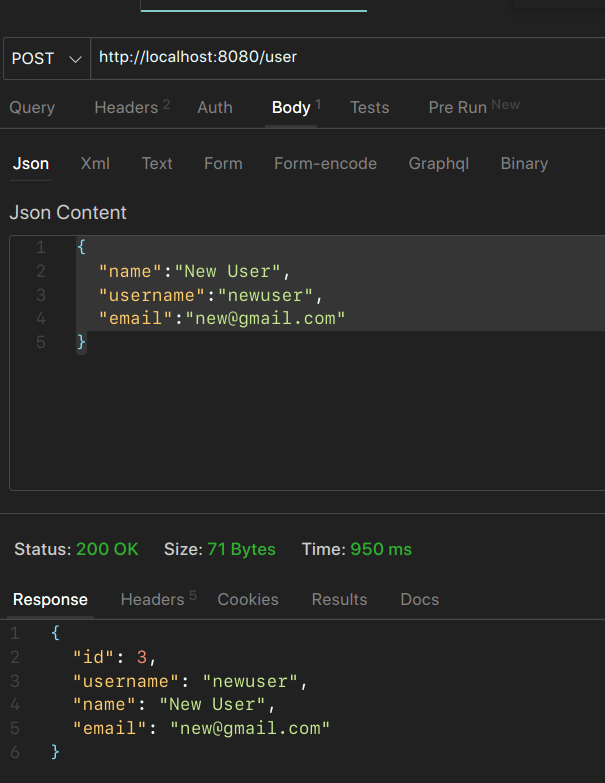 POST http://localhost:8080/user
Query Headers 2 Auth Body 1 Tests Pre Run New
Json Xml Text Form Form-encode Graphql Binary
Json Content
1 {
2 "name":"New User",
3 "username":"newuser",
4 "email":"new@gmail.com"
5 }
Status: 200 OK Size: 71 Bytes Time: 950 ms
Response Headers 5 Cookies Results Docs
1 {
2 "id": 3,
3 "username": "newuser",
4 "name": "New User",
5 "email": "new@gmail.com"
6 }